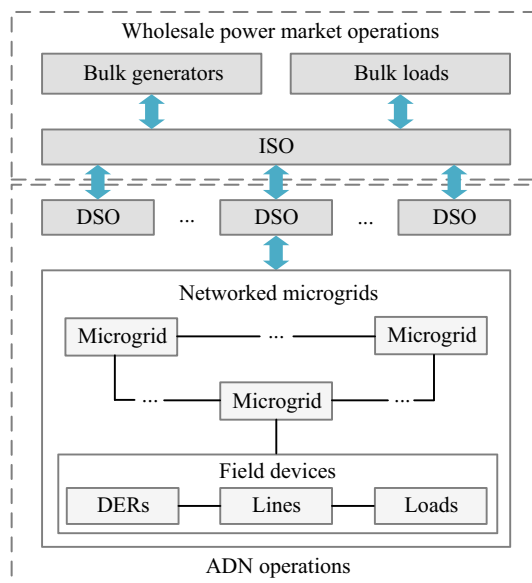 Wholesale power market operations
Bulk generators
Bulk loads
ISO
DSO ... DSO ... DSO
Networked microgrids
Microgrid ... Microgrid
... Microgrid ...
Field devices
DERs Lines Loads
ADN operations